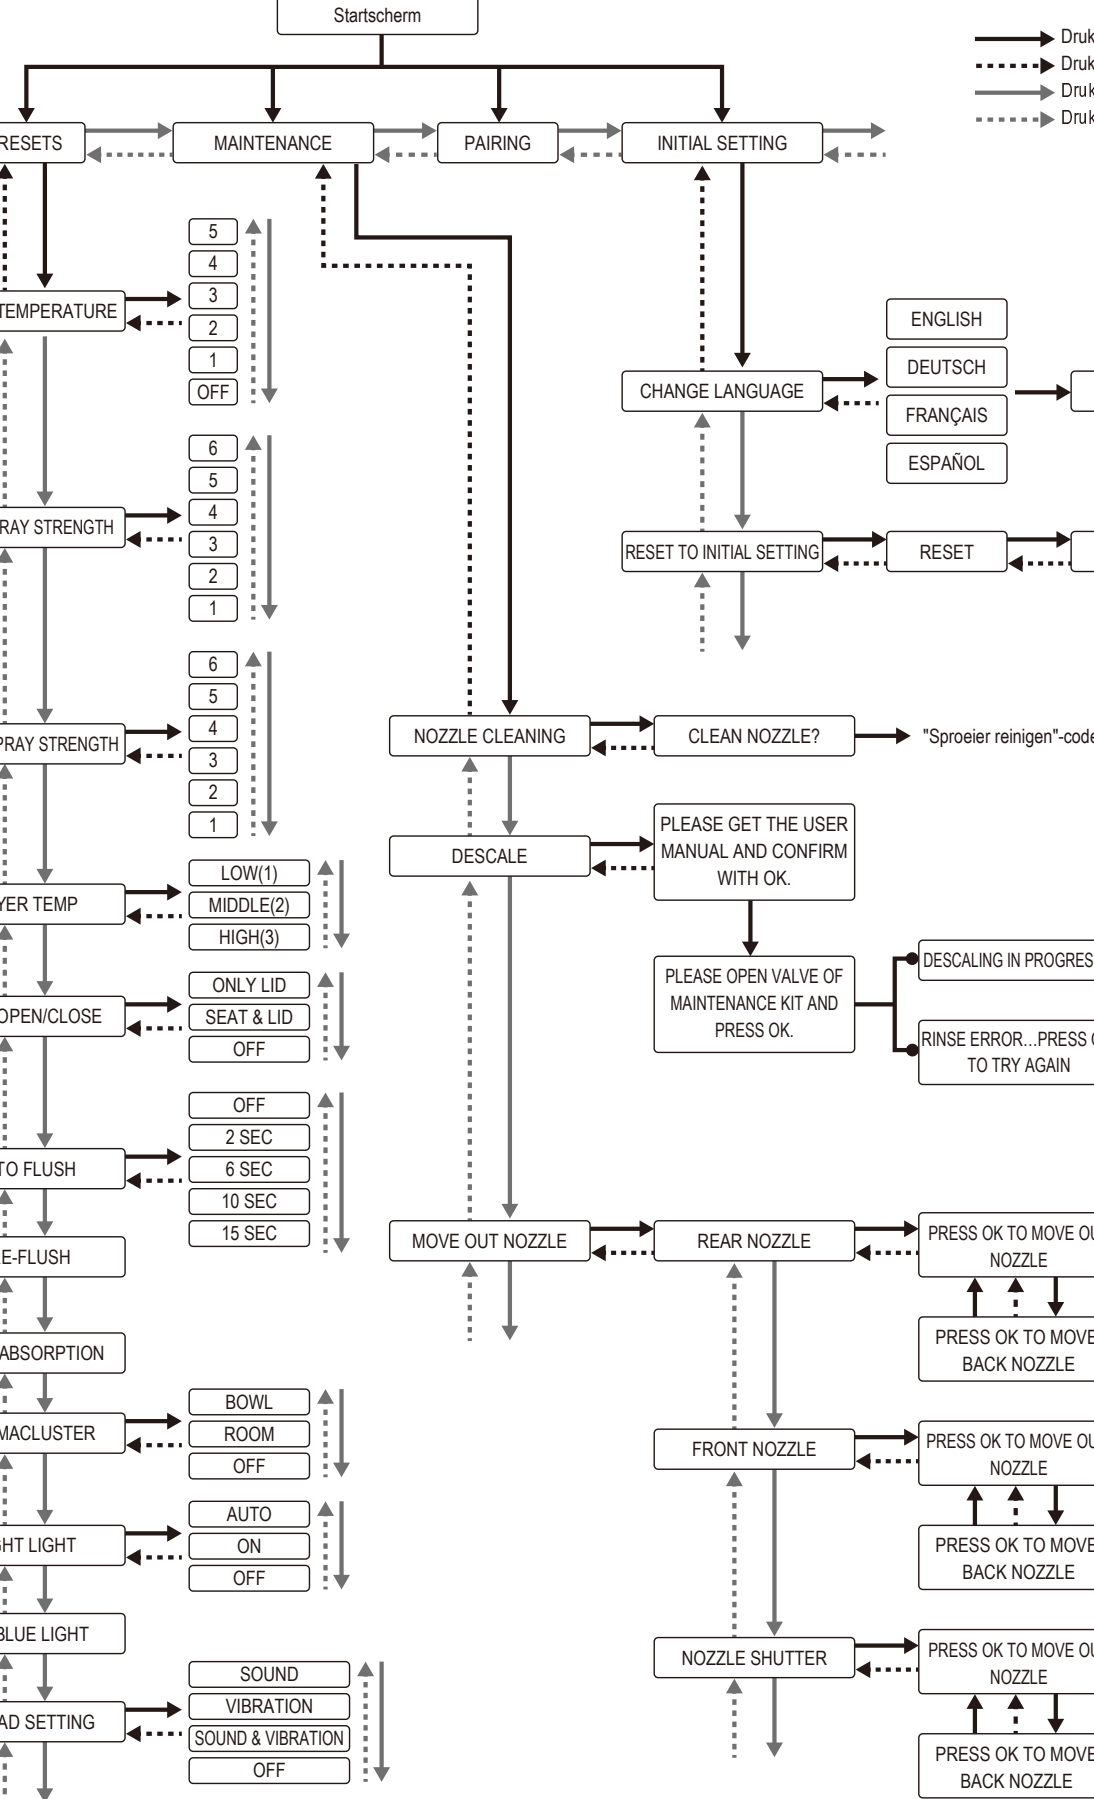 Startscherm
Druk
Druk
Druk
Druk
RESETS
MAINTENANCE
PAIRING
INITIAL SETTING
TEMPERATURE
5
4
3
2
1
OFF
RAY STRENGTH
6
5
4
3
2
1
PRAY STRENGTH
6
5
4
3
2
1
YER TEMP
LOW(1)
MIDDLE(2)
HIGH(3)
OPEN/CLOSE
ONLY LID
SEAT & LID
OFF
TO FLUSH
OFF
2 SEC
6 SEC
10 SEC
15 SEC
E-FLUSH
ABSORPTION
MACLUSTER
BOWL
ROOM
OFF
GHT LIGHT
AUTO
ON
OFF
BLUE LIGHT
AD SETTING
SOUND
VIBRATION
SOUND & VIBRATION
OFF
NOZZLE CLEANING
CLEAN NOZZLE?
"Sproeier reinigen"-code
DESCALE
PLEASE GET THE USER
MANUAL AND CONFIRM
WITH OK.
PLEASE OPEN VALVE OF
MAINTENANCE KIT AND
PRESS OK.
DESCALING IN PROGRES
RINSE ERROR...PRESS O
TO TRY AGAIN
MOVE OUT NOZZLE
REAR NOZZLE
PRESS OK TO MOVE OU
NOZZLE
PRESS OK TO MOVE
BACK NOZZLE
FRONT NOZZLE
PRESS OK TO MOVE OU
NOZZLE
PRESS OK TO MOVE
BACK NOZZLE
NOZZLE SHUTTER
PRESS OK TO MOVE OU
NOZZLE
PRESS OK TO MOVE
BACK NOZZLE
CHANGE LANGUAGE
ENGLISH
DEUTSCH
FRANÇAIS
ESPAÑOL
RESET TO INITIAL SETTING
RESET